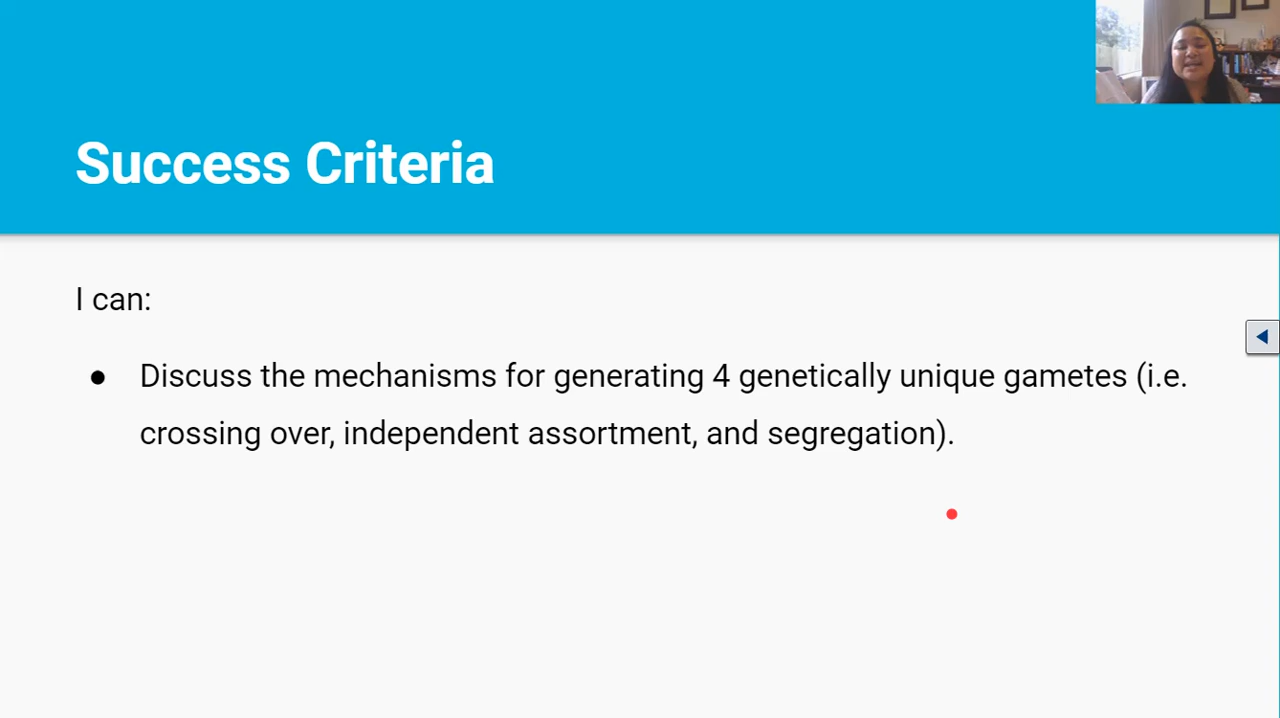 Success Criteria
I can:
● Discuss the mechanisms for generating 4 genetically unique gametes (i.e.
crossing over, independent assortment, and segregation).